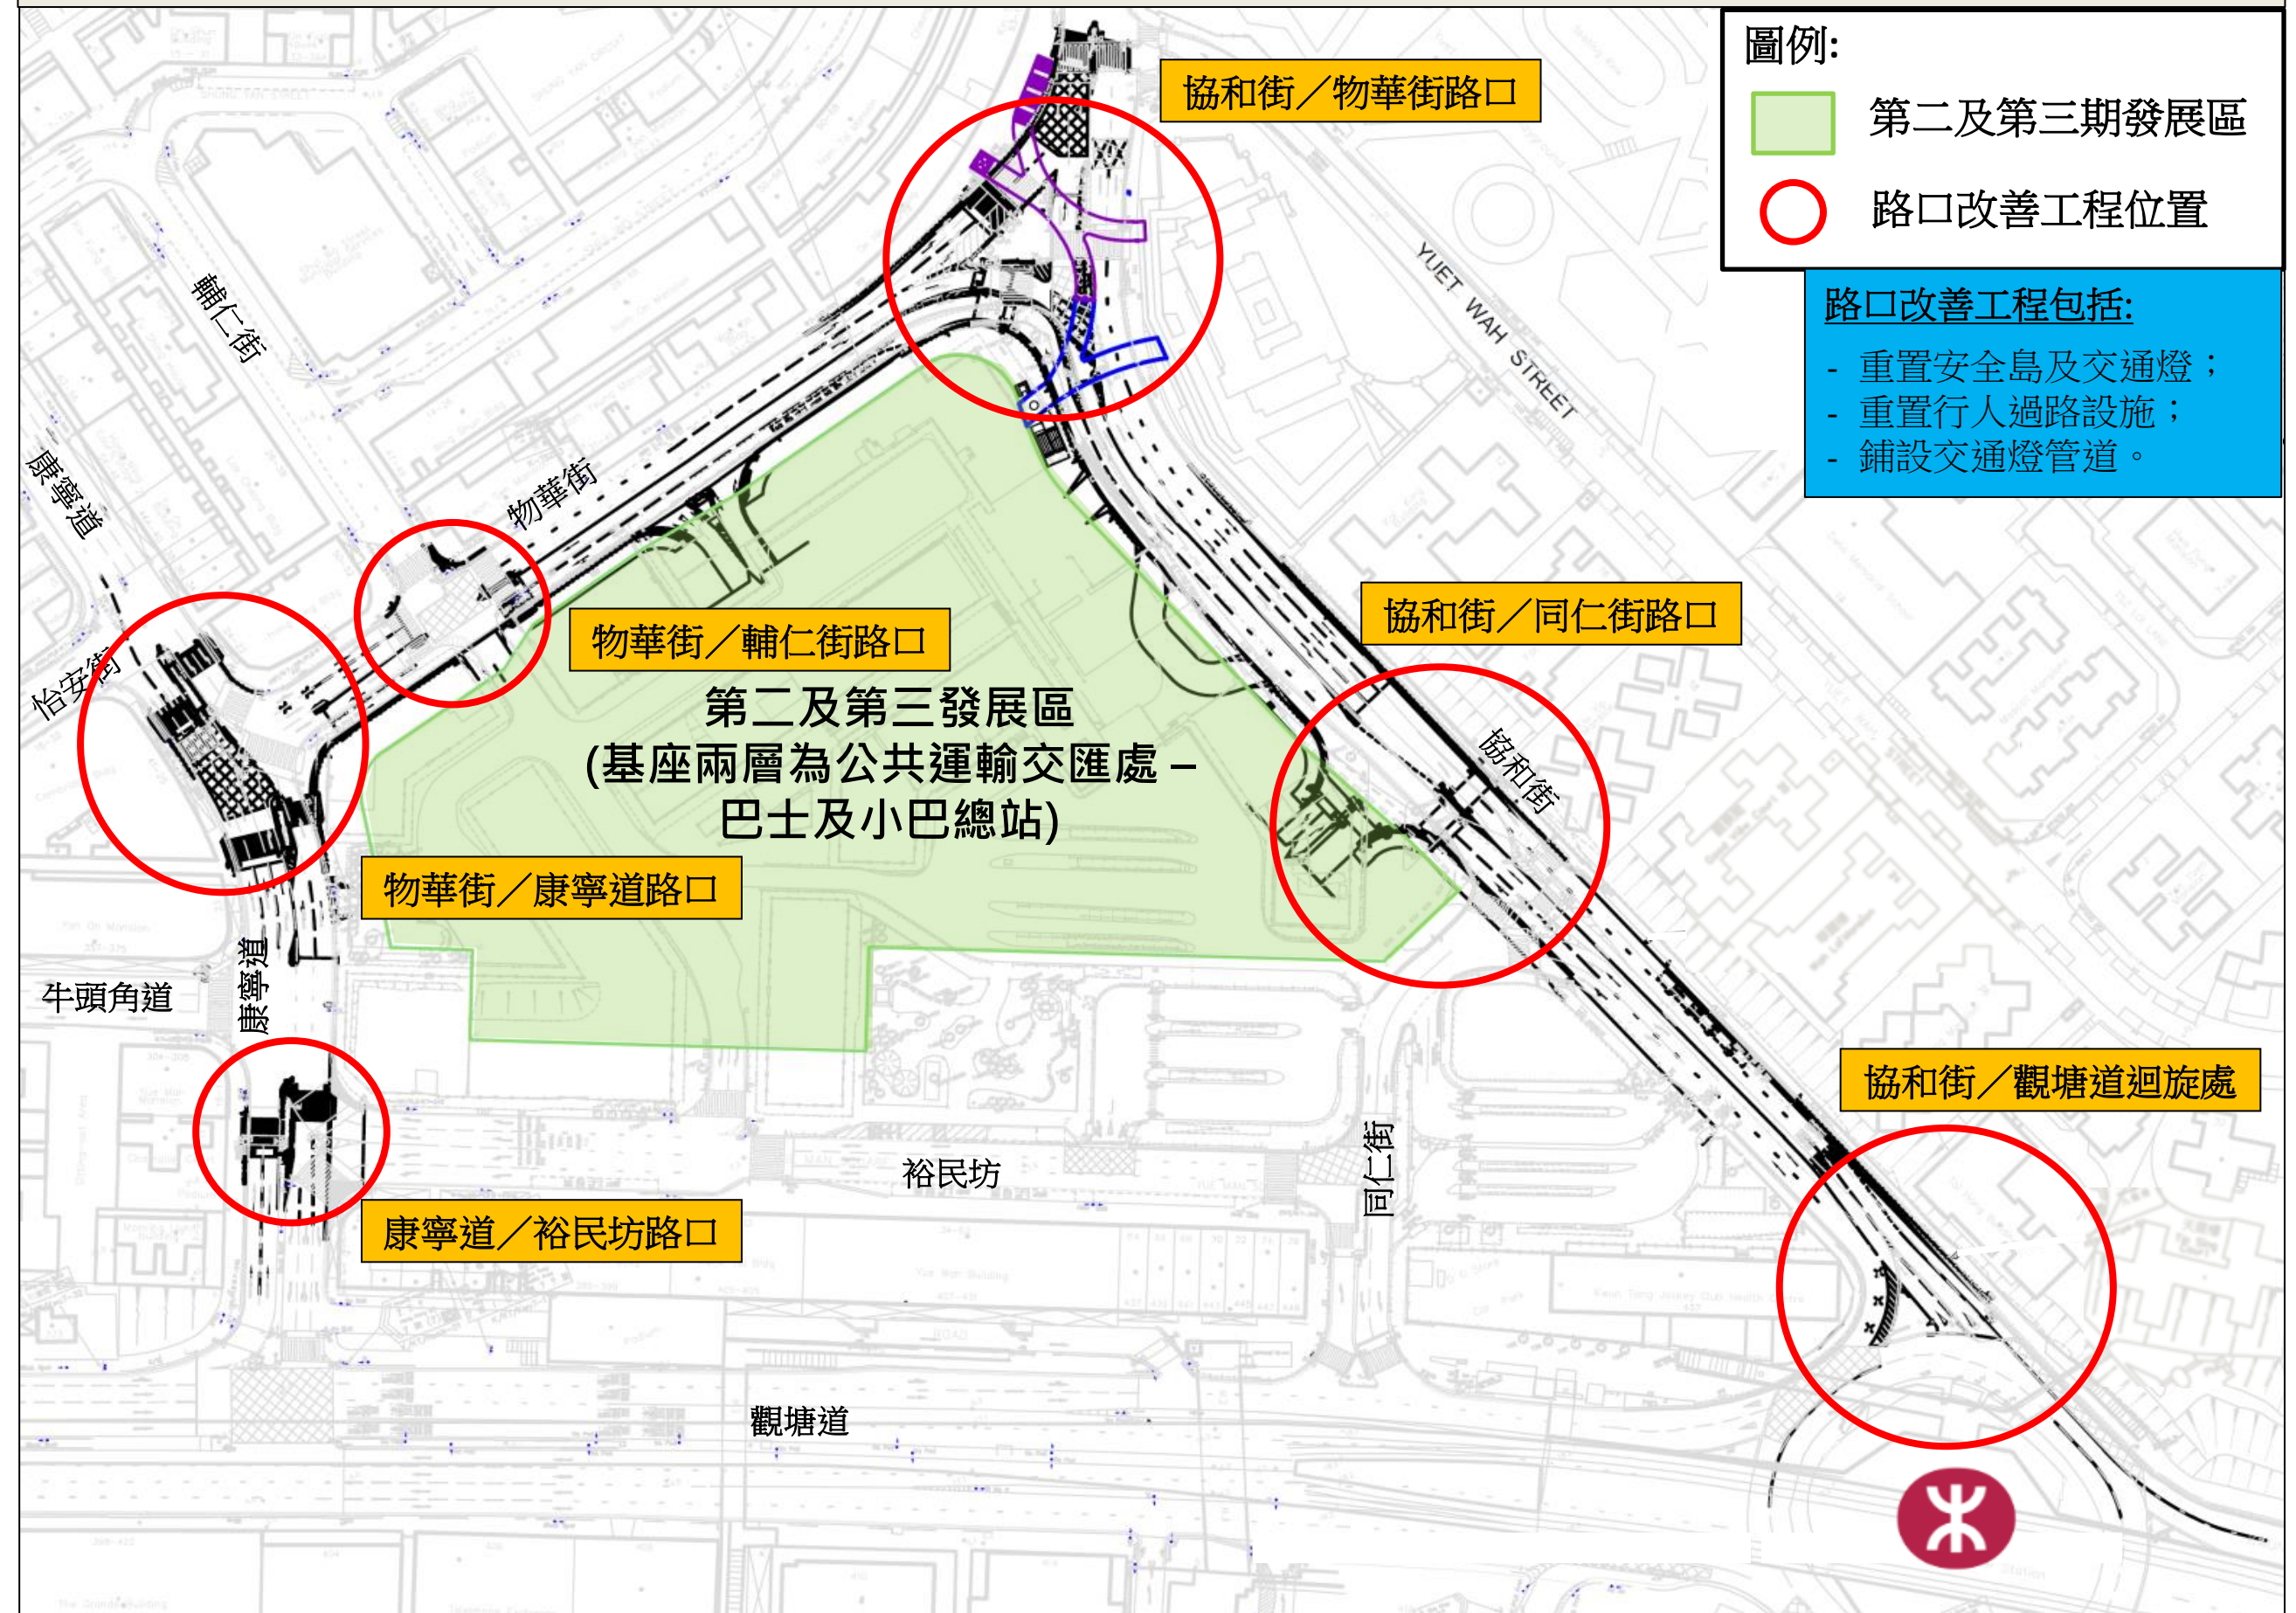 圖例:
第二及第三期發展區
路口改善工程位置
路口改善工程包括:
- 重置安全島及交通燈；
- 重置行人過路設施；
- 鋪設交通燈管道。
協和街／物華街路口
YUET WAH STREET
輔仁街
康寧道
物華街
怡安街
物華街／輔仁街路口
協和街／同仁街路口
第二及第三發展區
(基座兩層為公共運輸交匯處 –
巴士及小巴總站)
協和街
物華街／康寧道路口
康寧道
牛頭角道
協和街／觀塘道迴旋處
裕民坊
同仁街
康寧道／裕民坊路口
觀塘道